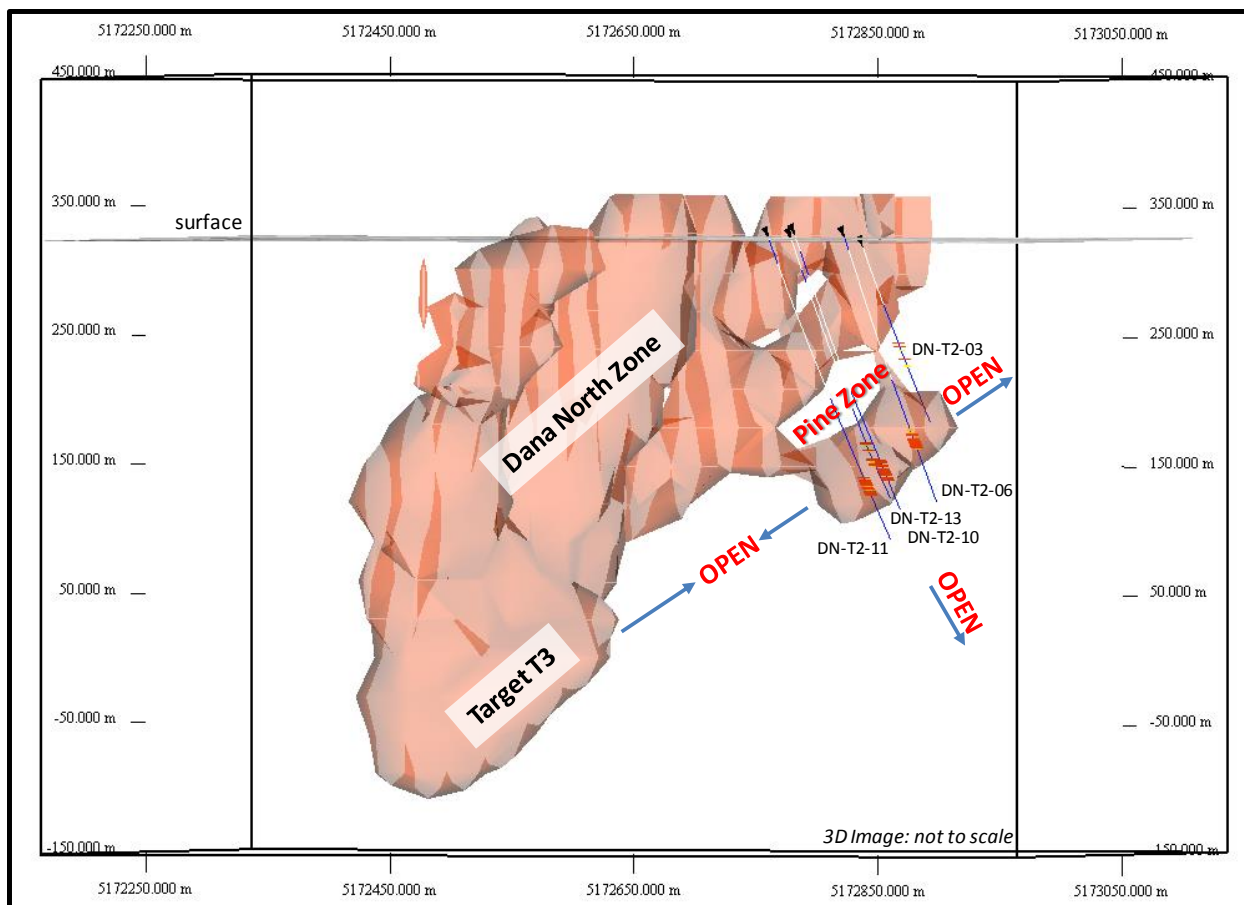 5172250.000 m 5172450.000 m 5172650.000 m 5172850.000 m 5173050.000 m
450.000 m 450.000 m
350.000 m 350.000 m
surface
250.000 m 250.000 m
DN-T2-03
Dana North Zone
Pine Zone
OPEN
150.000 m 150.000 m
DN-T2-06
DN-T2-13
DN-T2-10
DN-T2-11
OPEN
50.000 m 50.000 m
OPEN
Target T3
-50.000 m -50.000 m
3D Image: not to scale
-150.000 m -150.000 m
5172250.000 m 5172450.000 m 5172650.000 m 5172850.000 m 5173050.000 m